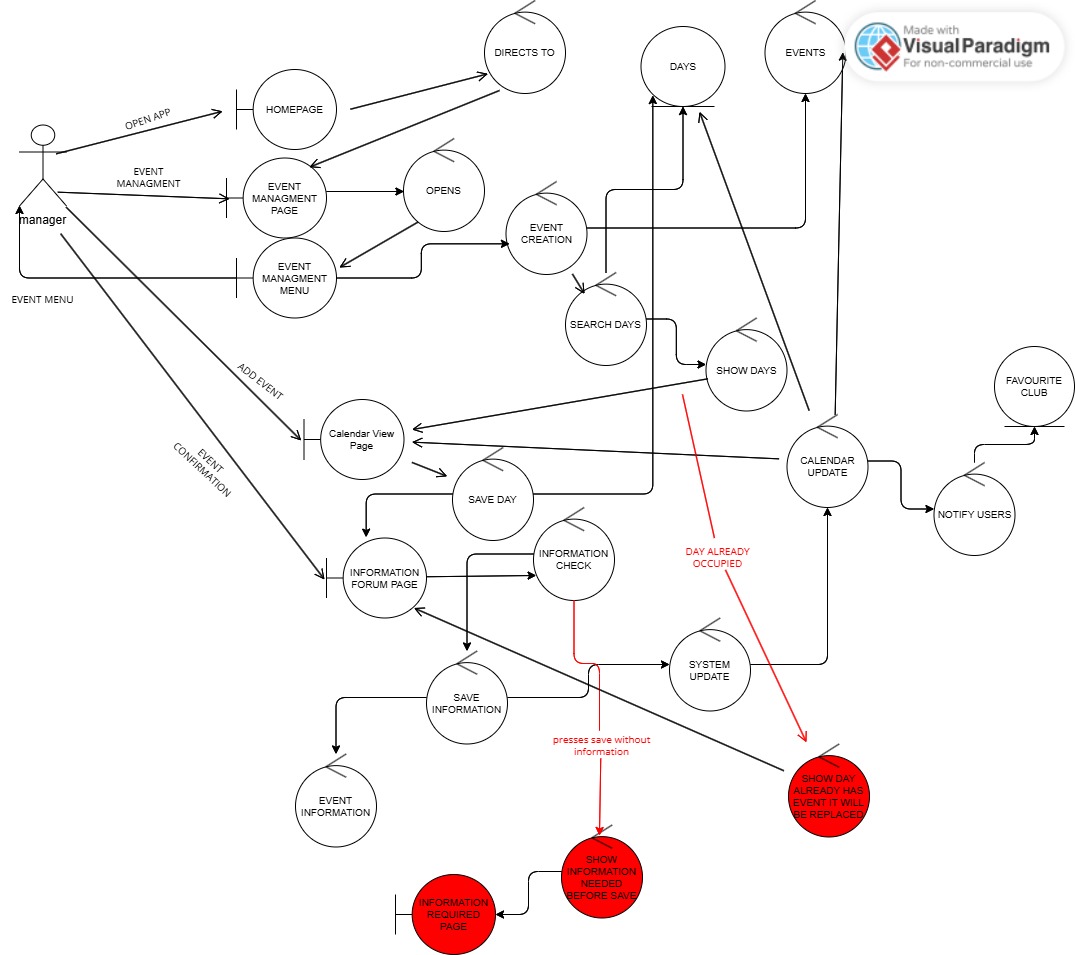 Made with
Visual Paradigm
For non-commercial use
DIRECTS TO
DAYS
EVENTS
HOMEPAGE
OPEN APP
EVENT
MANAGMENT
EVENT
MANAGMENT
PAGE
OPENS
manager
EVENT
CREATION
EVENT
MANAGMENT
MENU
EVENT MENU
SEARCH DAYS
SHOW DAYS
ADD EVENT
FAVOURITE
CLUB
Calendar View
Page
EVENT
CONFIRMATION
CALENDAR
UPDATE
SAVE DAY
NOTIFY USERS
INFORMATION
CHECK
DAY ALREADY
OCCUPIED
INFORMATION
FORUM PAGE
SYSTEM
UPDATE
SAVE
INFORMATION
presses save without
information
SHOW DAY
ALREADY HAS
EVENT IT WILL
BE REPLACED
EVENT
INFORMATION
SHOW
INFORMATION
NEEDED
BEFORE SAVE
INFORMATION
REQUIRED
PAGE